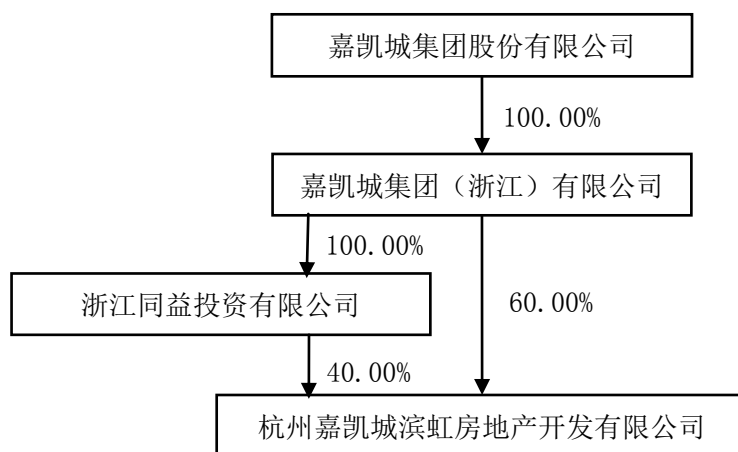 嘉凯城集团股份有限公司
100.00%
嘉凯城集团（浙江）有限公司
100.00%
浙江同益投资有限公司
60.00%
40.00%
杭州嘉凯城滨虹房地产开发有限公司